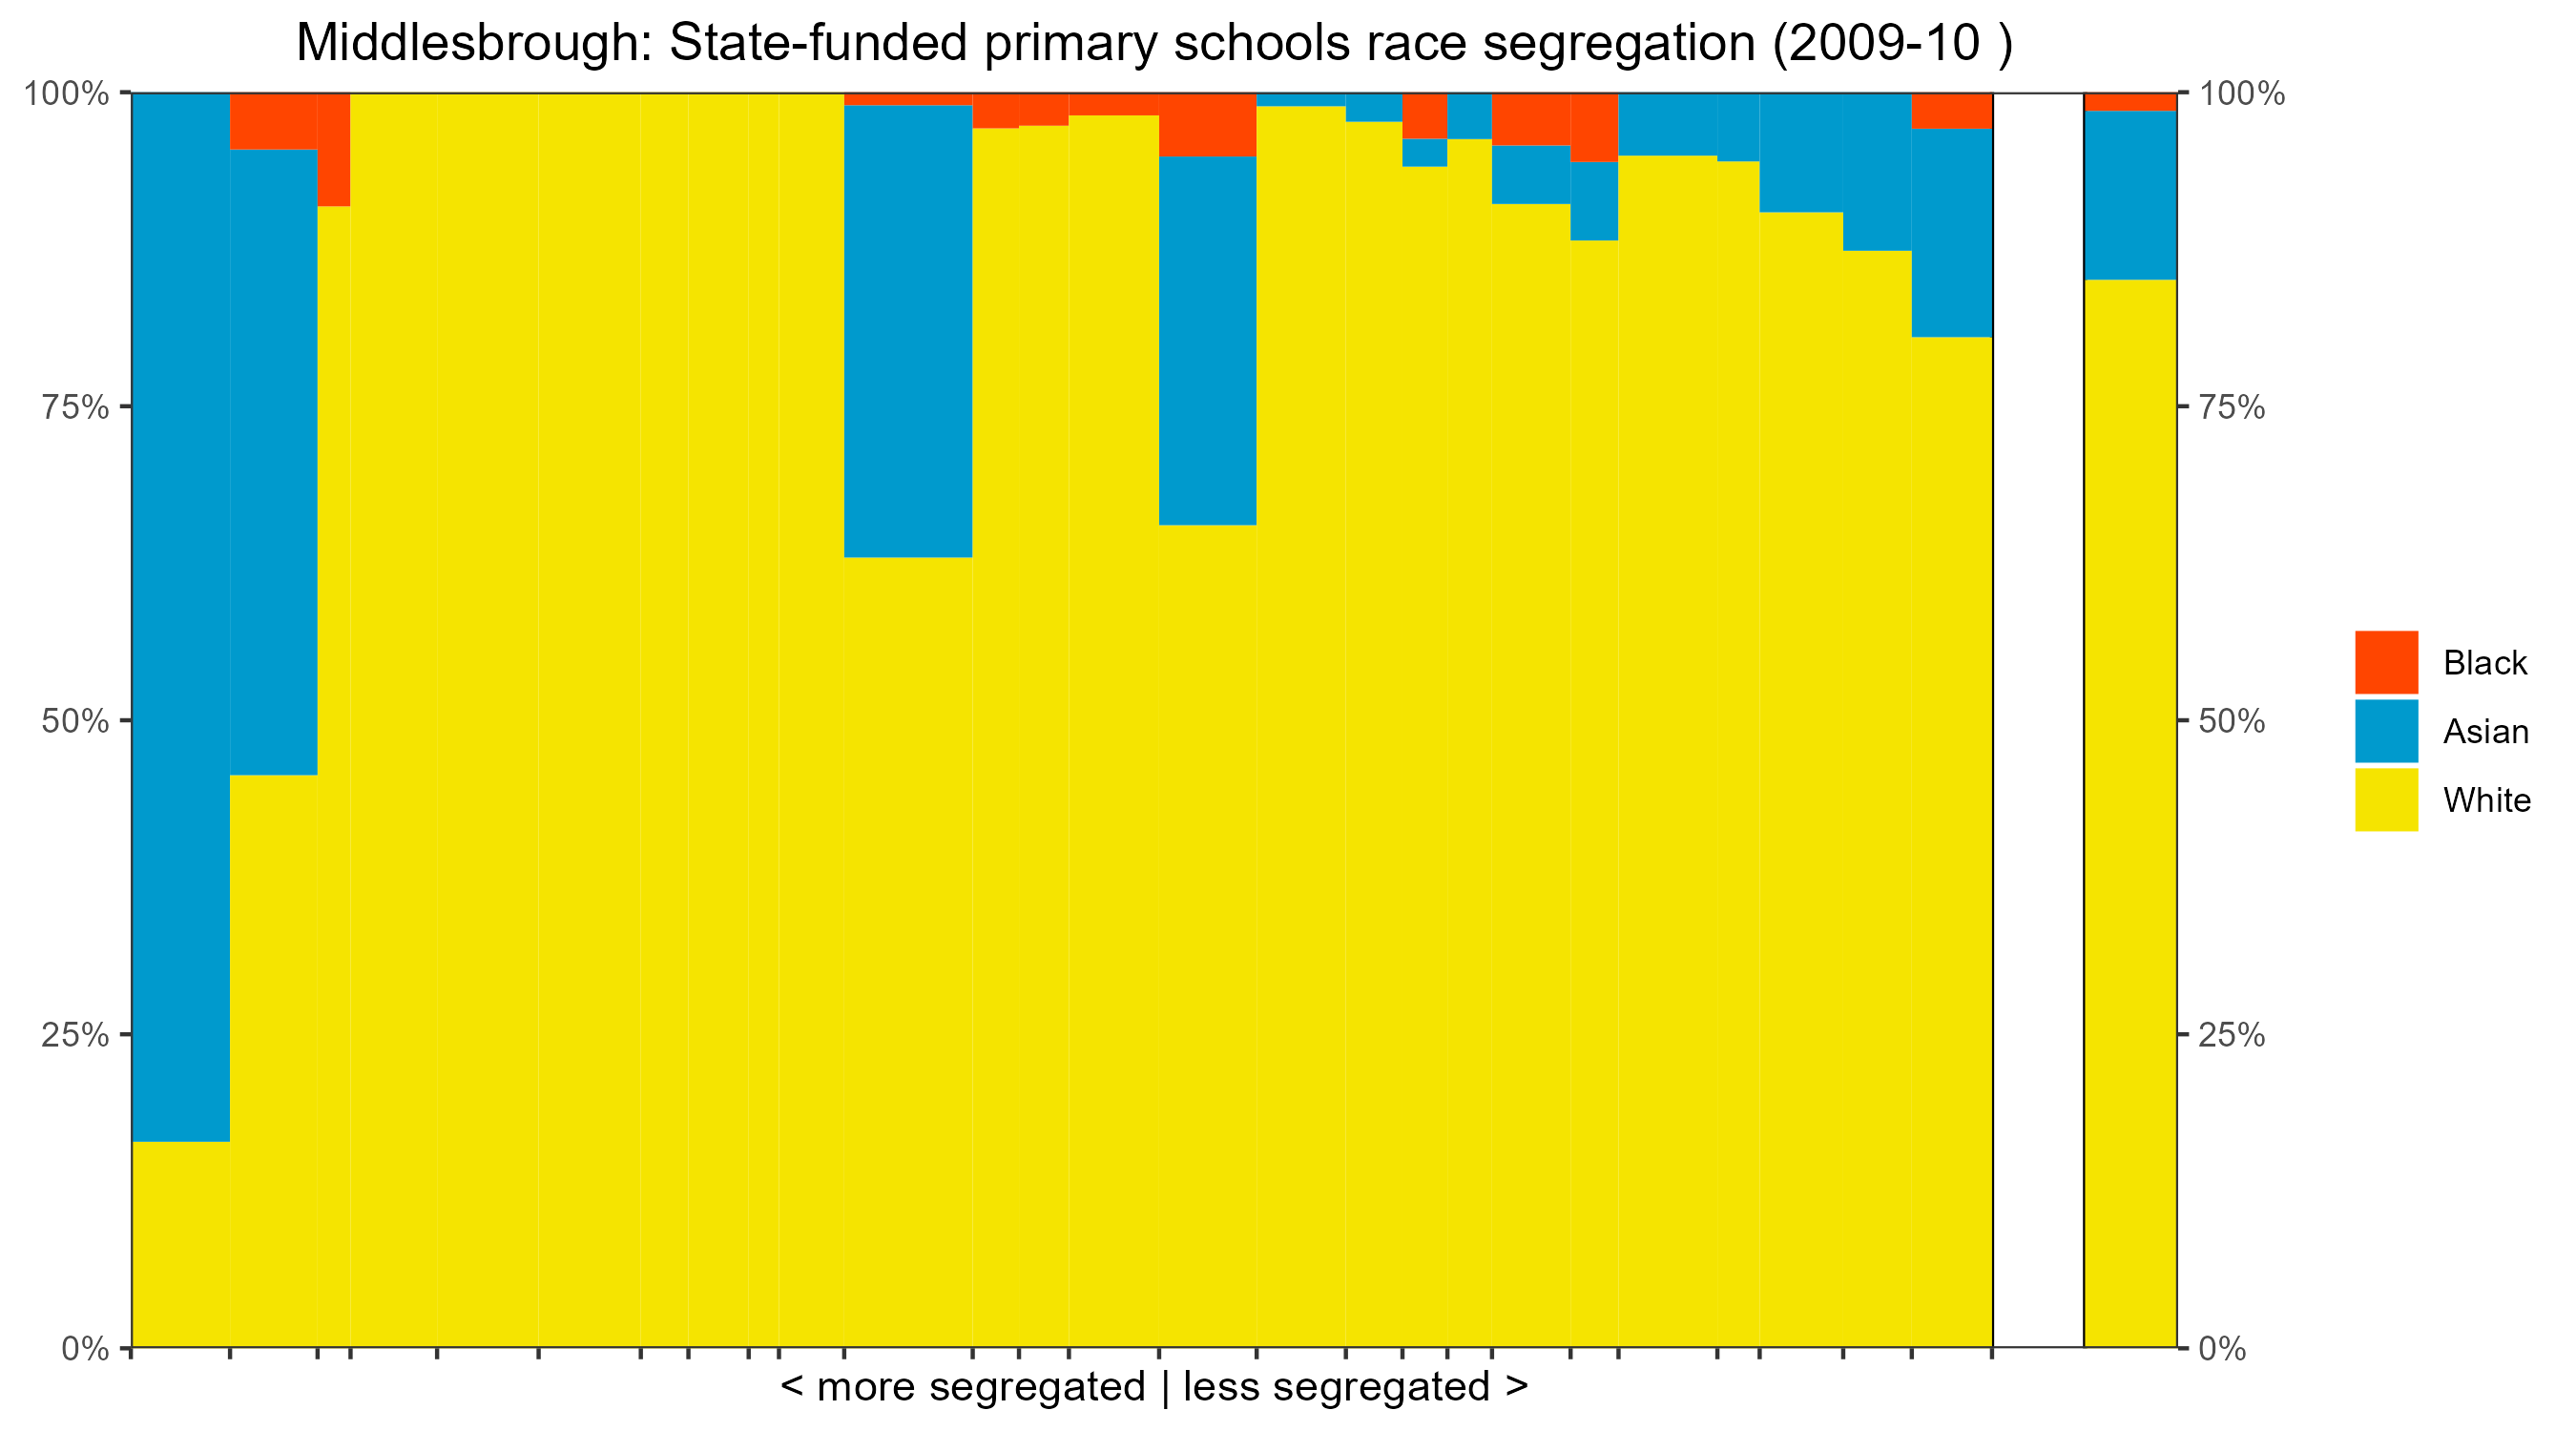 Middlesbrough: State-funded primary schools race segregation (2009-10 )
100%
100%
75%
75%
Black
50%
50%
Asian
White
25%
25%
0%
0%
< more segregated | less segregated >